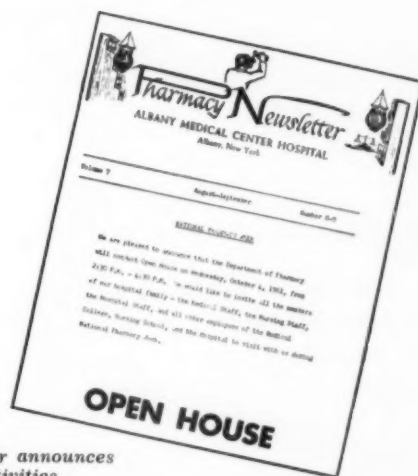 Pharmacy Newsletter
ALBANY MEDICAL CENTER HOSPITAL
Albany, New York
Volume 7 August-September Number 8-9
NATIONAL PHARMACY WEEK
We are pleased to announce that the Department of Pharmacy
will conduct Open House on Wednesday, October 4, 1961, from
2:30 P.M. - 4:30 P.M. We would like to invite all the members
of our hospital family - the Medical Staff, the Nursing Staff,
the Hospital Staff, and all other employees of the Medical
College, Nursing School, and the Hospital to visit with us during
National Pharmacy Week.
OPEN HOUSE
r announces
tivities